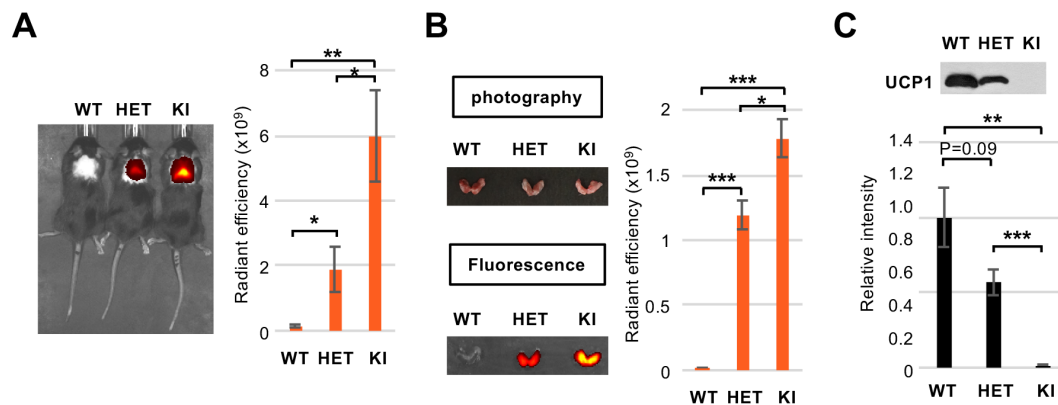 A
WT HET KI
Radiant efficiency (x10⁹)
8
6
4
2
0
**
*
*
WT HET KI
B
photography
WT HET KI
Fluorescence
WT HET KI
Radiant efficiency (x10⁹)
2
1.5
1
0.5
0
***
*
***
WT HET KI
C
WT HET KI
UCP1
Relative intensity
1.4
1.2
1.0
0.8
0.6
0.4
0.2
0
**
P=0.09
***
WT HET KI